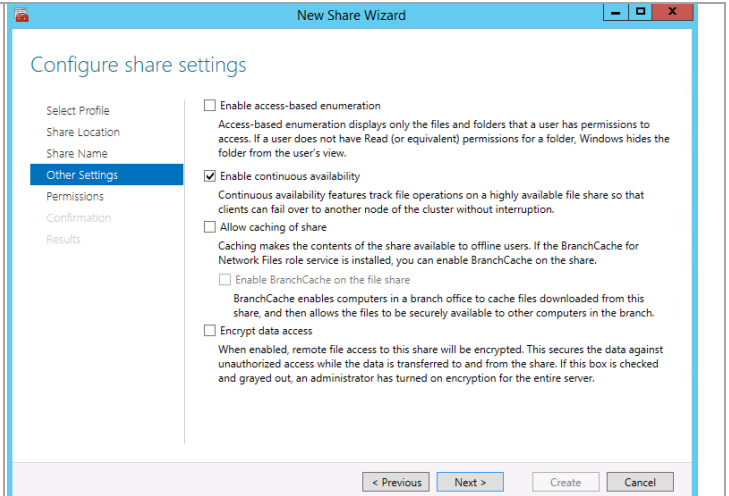 New Share Wizard
Configure share settings
Select Profile
Share Location
Share Name
Other Settings
Permissions
Confirmation
Results
Enable access-based enumeration
Access-based enumeration displays only the files and folders that a user has permissions to
access. If a user does not have Read (or equivalent) permissions for a folder, Windows hides the
folder from the user's view.
Enable continuous availability
Continuous availability features track file operations on a highly available file share so that
clients can fail over to another node of the cluster without interruption.
Allow caching of share
Caching makes the contents of the share available to offline users. If the BranchCache for
Network Files role service is installed, you can enable BranchCache on the share.
Enable BranchCache on the file share
BranchCache enables computers in a branch office to cache files downloaded from this
share, and then allows the files to be securely available to other computers in the branch.
Encrypt data access
When enabled, remote file access to this share will be encrypted. This secures the data against
unauthorized access while the data is transferred to and from the share. If this box is checked
and grayed out, an administrator has turned on encryption for the entire server.
< Previous Next > Create Cancel